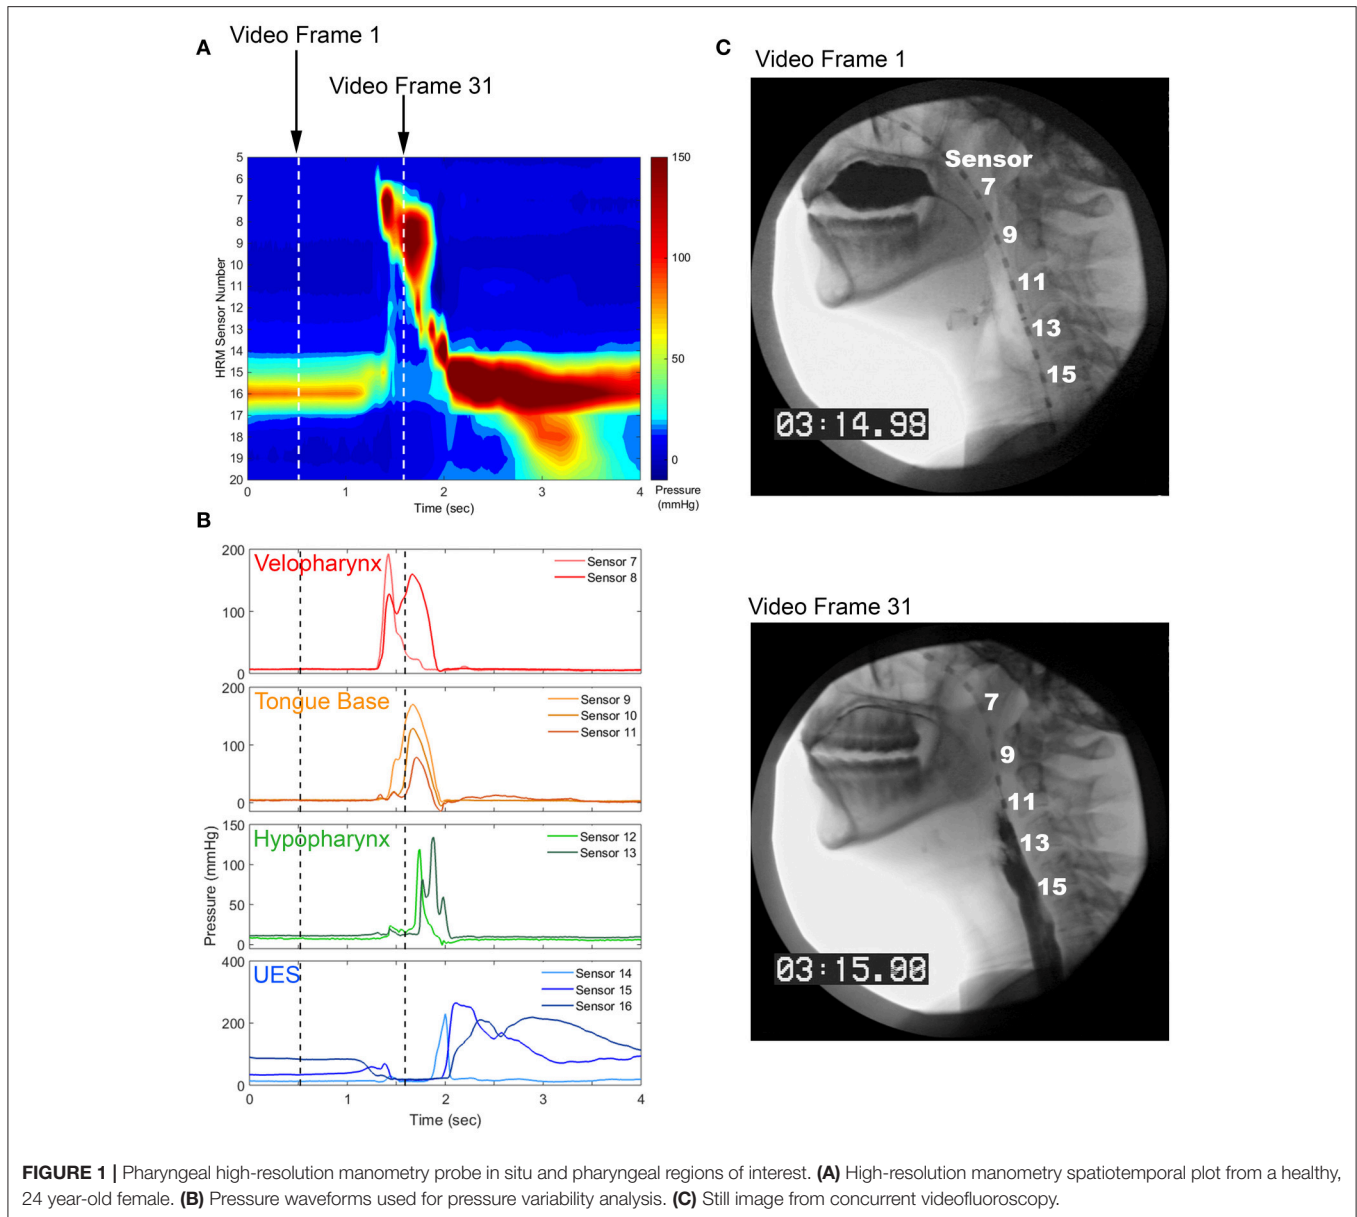 A
Video Frame 1
Video Frame 31
5
6
7
8
9
10
11
12
13
14
15
16
17
18
19
20
HRM Sensor Number
0
1
2
3
4
Time (sec)
150
100
50
0
Pressure
(mmHg)
B
200
100
0
Velopharynx
Sensor 7
Sensor 8
200
100
0
Tongue Base
Sensor 9
Sensor 10
Sensor 11
150
100
50
0
Hypopharynx
Sensor 12
Sensor 13
400
200
0
UES
Sensor 14
Sensor 15
Sensor 16
Pressure (mmHg)
0
1
2
3
4
Time (sec)
C
Video Frame 1
Sensor
7
9
11
13
15
03:14.98
Video Frame 31
7
9
11
13
15
FIGURE 1 | Pharyngeal high-resolution manometry probe in situ and pharyngeal regions of interest. (A) High-resolution manometry spatiotemporal plot from a healthy,
24 year-old female. (B) Pressure waveforms used for pressure variability analysis. (C) Still image from concurrent videofluoroscopy.